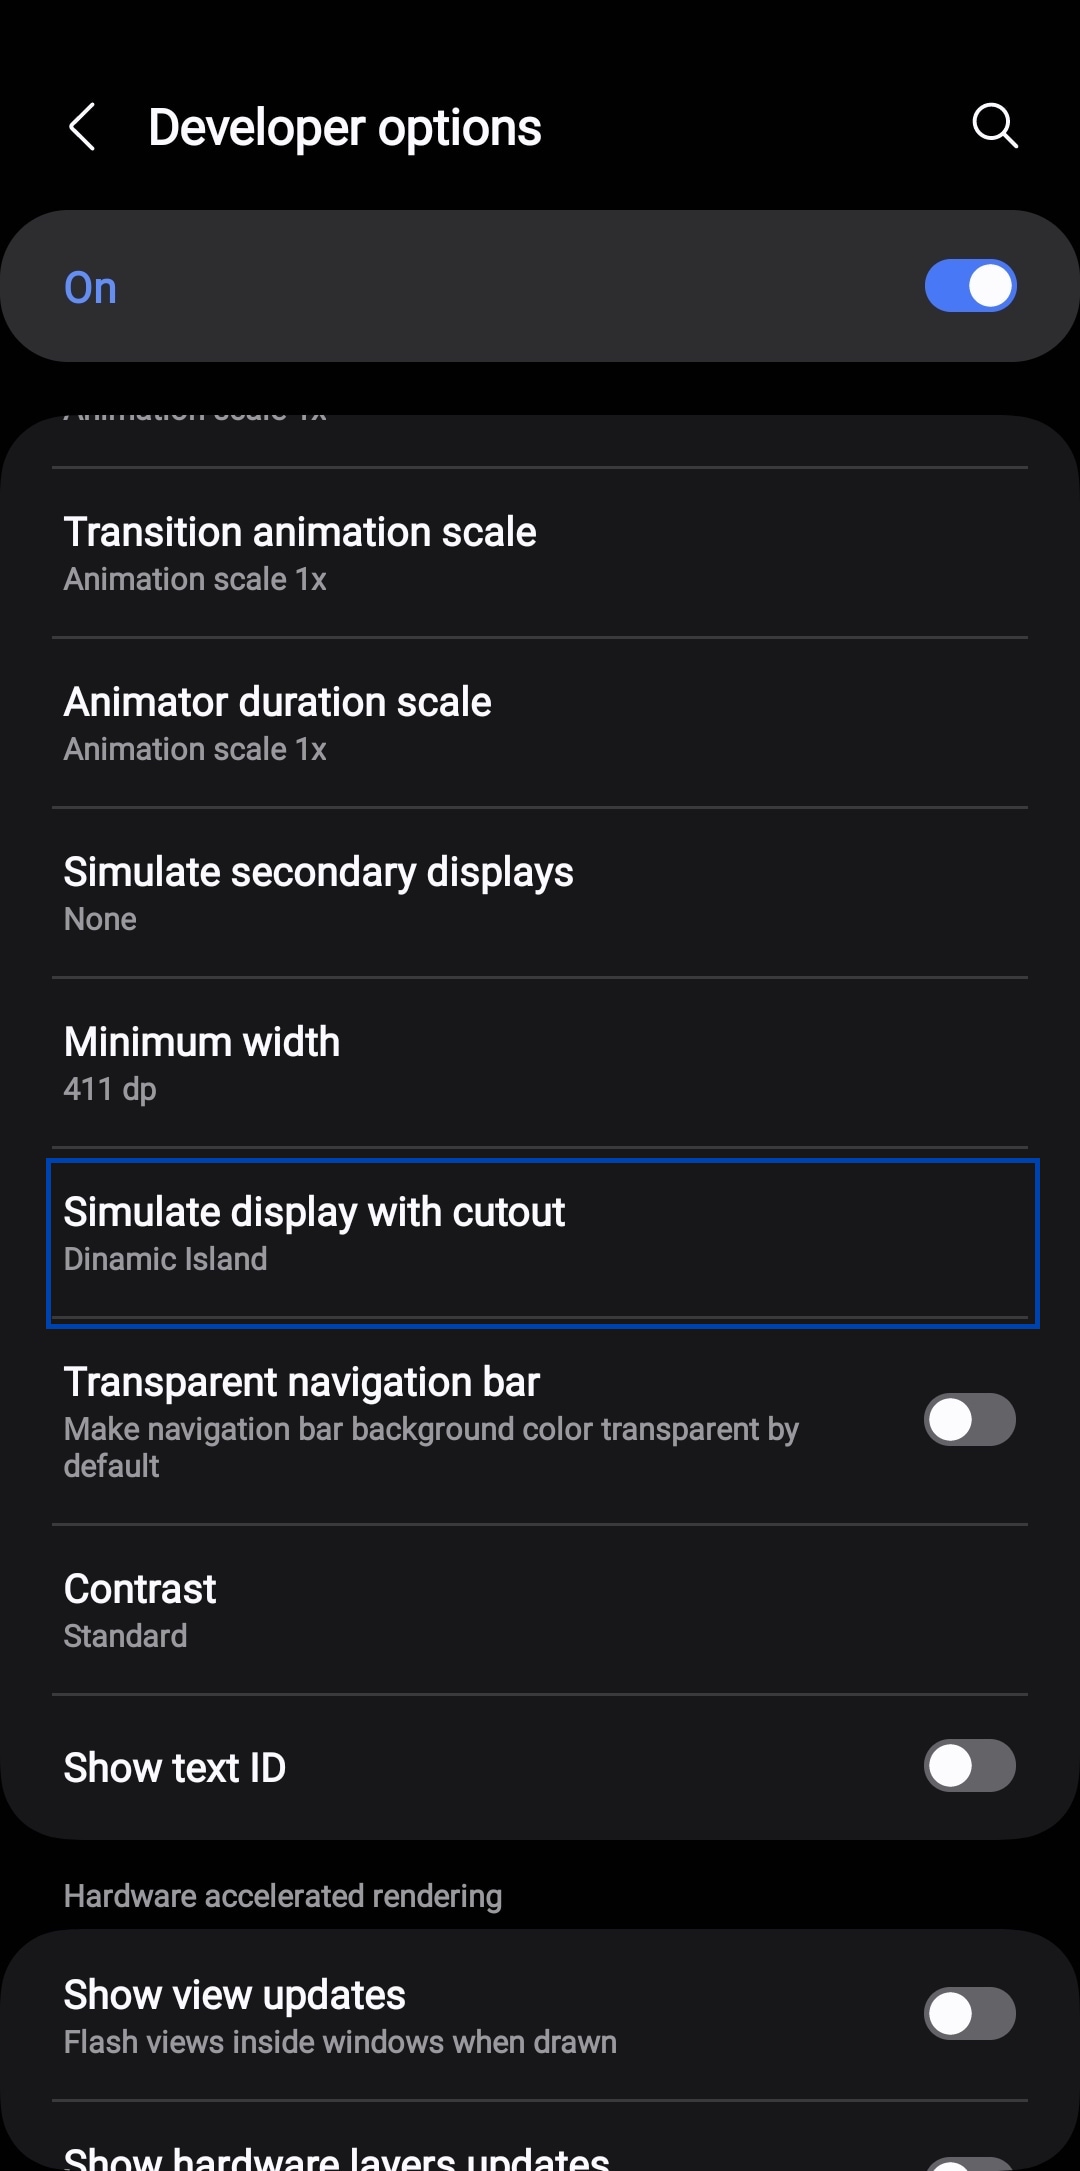 Developer options
On
Animation scale 1x
Transition animation scale
Animation scale 1x
Animator duration scale
Animation scale 1x
Simulate secondary displays
None
Minimum width
411 dp
Simulate display with cutout
Dinamic Island
Transparent navigation bar
Make navigation bar background color transparent by
default
Contrast
Standard
Show text ID
Hardware accelerated rendering
Show view updates
Flash views inside windows when drawn
Show hardware layers updates